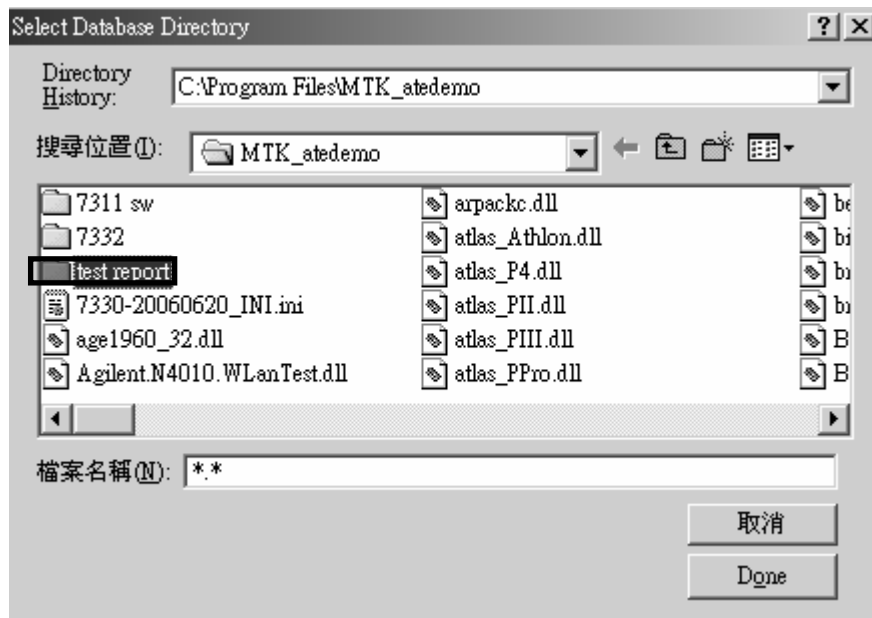 Select Database Directory
Directory History: C:\Program Files\MTK_atedemo
搜尋位置(I): MTK_atedemo
7311 sw
7332
test report
7330-20060620_INI.ini
age1960_32.dll
Agilent.N4010.WLanTest.dll
arpackc.dll
atlas_Athlon.dll
atlas_P4.dll
atlas_PII.dll
atlas_PIII.dll
atlas_PPro.dll
檔案名稱(N): *.*
取消
Done